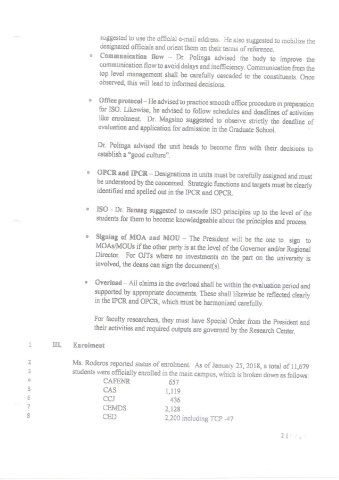 suggested to use the official e-mail address. He also suggested to mobilize the
designated officials and orient them on their terms of reference.
Communication flow – Dr. Polinga advised the body to improve the
communication flow to avoid delays and inefficiency. Communication from the
top level management shall be carefully cascaded to the constituents. Once
observed, this will lead to informed decisions.
Office protocol – He advised to practice smooth office procedure in preparation
for ISO. Likewise, he advised to follow schedules and deadlines of activities
like enrolment. Dr. Magsino suggested to observe strictly the deadline of
evaluation and application for admission in the Graduate School.
Dr. Polinga advised the unit heads to become firm with their decisions to
establish a "good culture".
OPCR and IPCR – Designations in units must be carefully assigned and must
be understood by the concerned. Strategic functions and targets must be clearly
identified and spelled out in the IPCR and OPCR.
ISO - Dr. suggested to cascade ISO principles up to the level of the
students for them to become knowledgeable about the principles and process.
Signing of MOA and MOU – The President will be the one to sign to
MOAs/MOUs if the other party is at the level of the Governor and/or Regional
Director. For OJTs where no investments on the part on the university is
involved, the deans can sign the document(s).
Overload – All claims in the overload shall be within the evaluation period and
supported by appropriate documents. These shall likewise be reflected clearly
in the IPCR and OPCR, which must be harmonized carefully.
For faculty researchers, they must have Special Order from the President and
their activities and required outputs are governed by the Research Center.
1 III. Enrolment
2 Ms. Roderos reported status of enrolment. As of January 25, 2018, a total of 11,679
3 students were officially enrolled in the main campus, which is broken down as follows:
4 CAFENR 657
5 CAS 1,119
6 CCJ 436
7 CEMDS 2,128
8 CED 2,200 including TCP -47